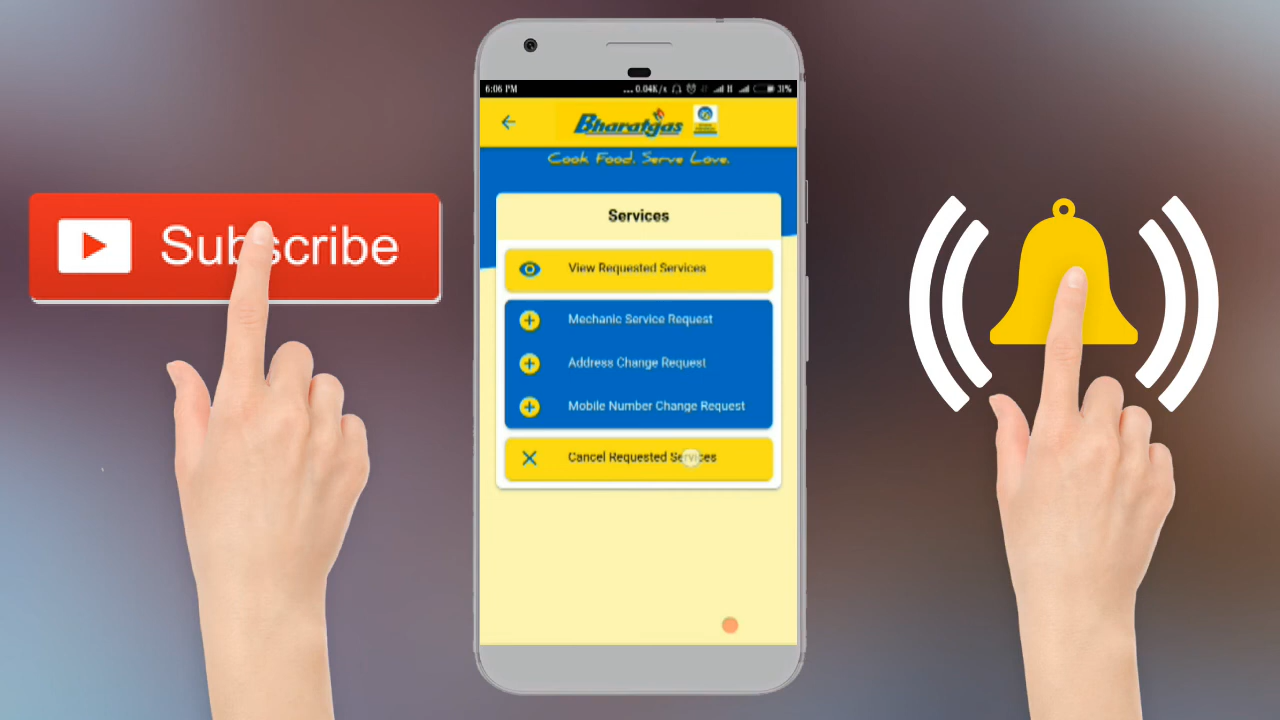 Subscribe
6:06 PM
...0.04K/s
H
31%
Bharatgas
Cook Food. Serve Love.
Services
View Requested Services
Mechanic Service Request
Address Change Request
Mobile Number Change Request
Cancel Requested Services